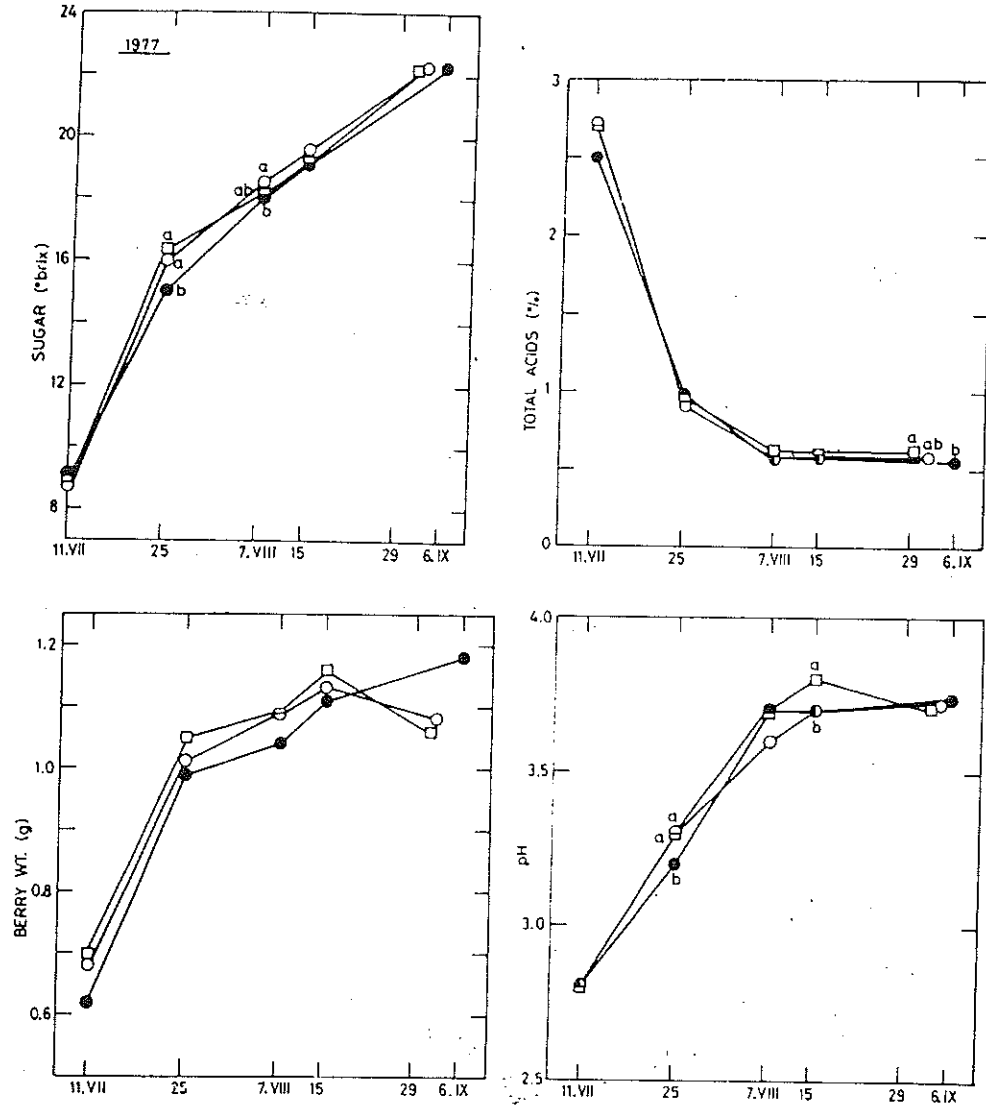 1977
SUGAR (°brix)
24
20
16
12
8
a
ab
b
a
a
b
11.VII 25 7.VIII 15 29 6.IX
TOTAL ACIDS (%)
3
2
1
0
a ab b
11.VII 25 7.VIII 15 29 6.IX
BERRY WT. (g)
1.2
1.0
0.8
0.6
11.VII 25 7.VIII 15 29 6.IX
pH
4.0
3.5
3.0
2.5
a
b
a
a
b
11.VII 25 7.VIII 15 29 6.IX